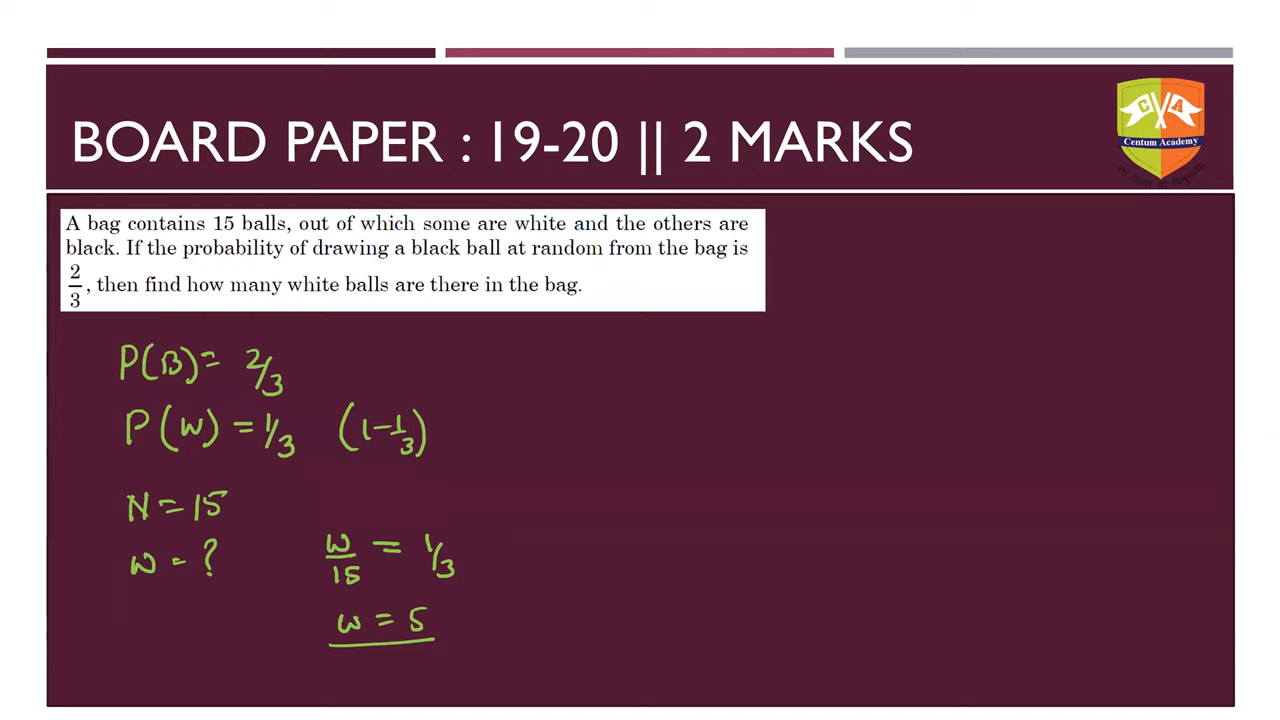 BOARD PAPER : 19-20 || 2 MARKS
C A
Centum Academy
A bag contains 15 balls, out of which some are white and the others are
black. If the probability of drawing a black ball at random from the bag is
2/3, then find how many white balls are there in the bag.
P(B) = 2/3
P(W) = 1/3 (1-1/3)
N = 15
W = ?
W/15 = 1/3
W = 5